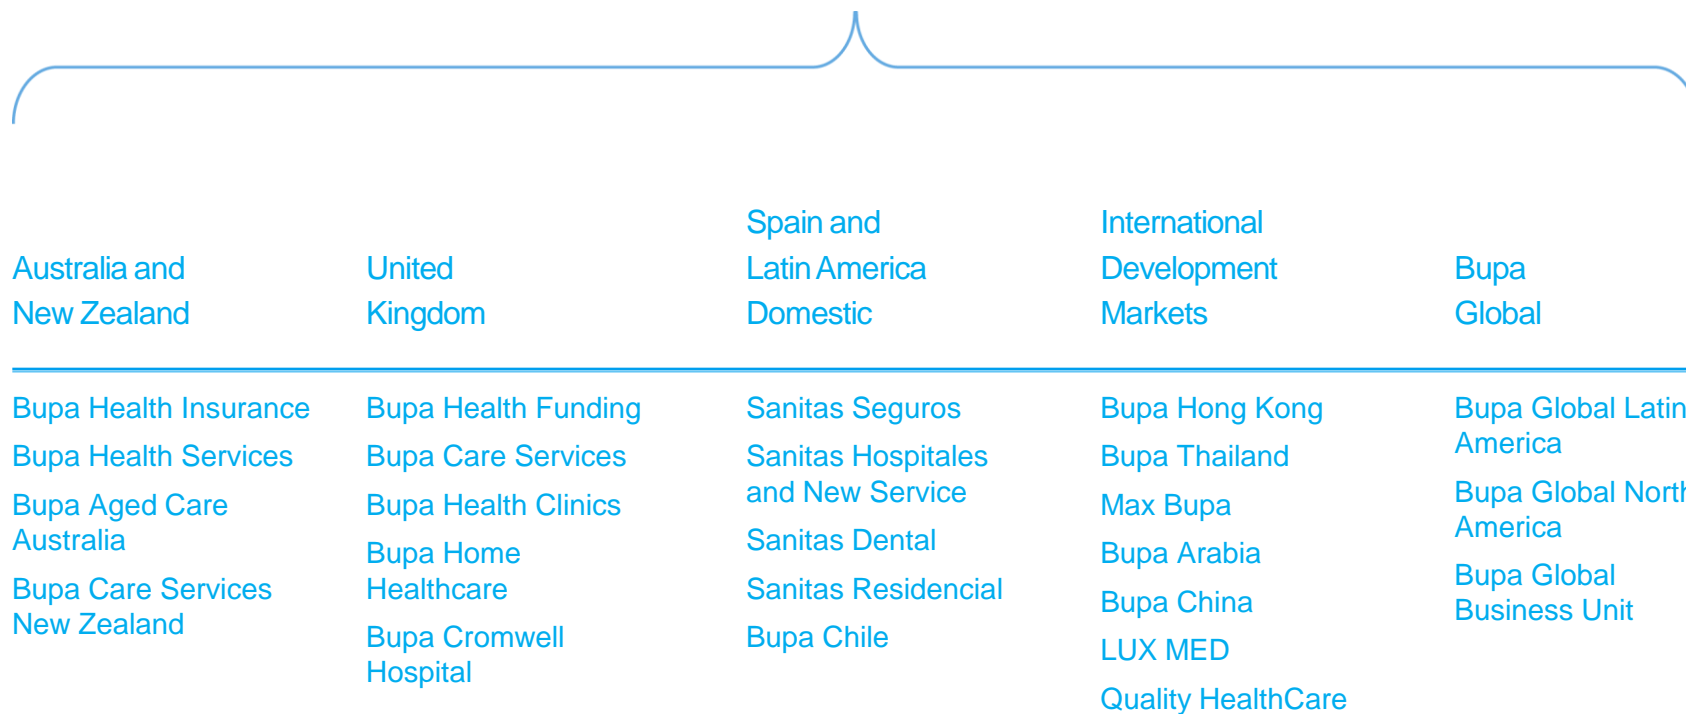 Australia and
New Zealand
United
Kingdom
Spain and
Latin America
Domestic
International
Development
Markets
Bupa
Global
Bupa Health Insurance
Bupa Health Services
Bupa Aged Care
Australia
Bupa Care Services
New Zealand
Bupa Health Funding
Bupa Care Services
Bupa Health Clinics
Bupa Home
Healthcare
Bupa Cromwell
Hospital
Sanitas Seguros
Sanitas Hospitales
and New Service
Sanitas Dental
Sanitas Residencial
Bupa Chile
Bupa Hong Kong
Bupa Thailand
Max Bupa
Bupa Arabia
Bupa China
LUX MED
Quality HealthCare
Bupa Global Latin
America
Bupa Global North
America
Bupa Global
Business Unit